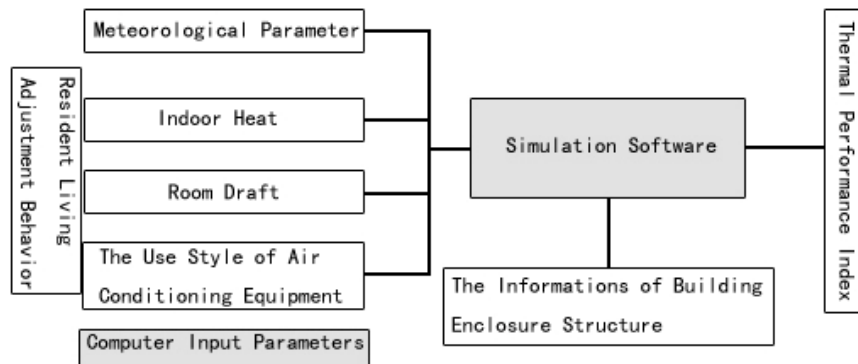 Meteorological Parameter
Resident Living
Adjustment Behavior
Indoor Heat
Room Draft
The Use Style of Air
Conditioning Equipment
Computer Input Parameters
Simulation Software
The Informations of Building
Enclosure Structure
Thermal Performance Index